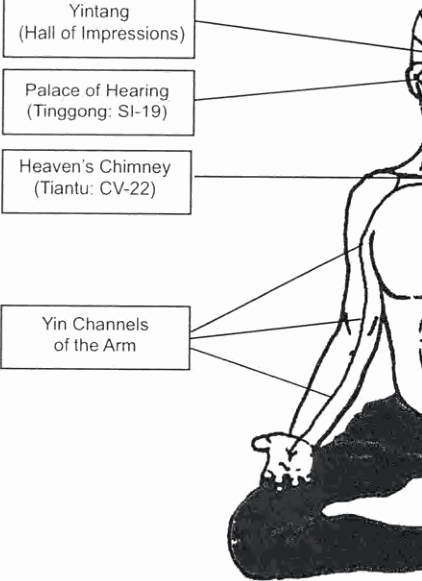 Yintang
(Hall of Impressions)
Palace of Hearing
(Tinggong: SI-19)
Heaven's Chimney
(Tiantu: CV-22)
Yin Channels
of the Arm